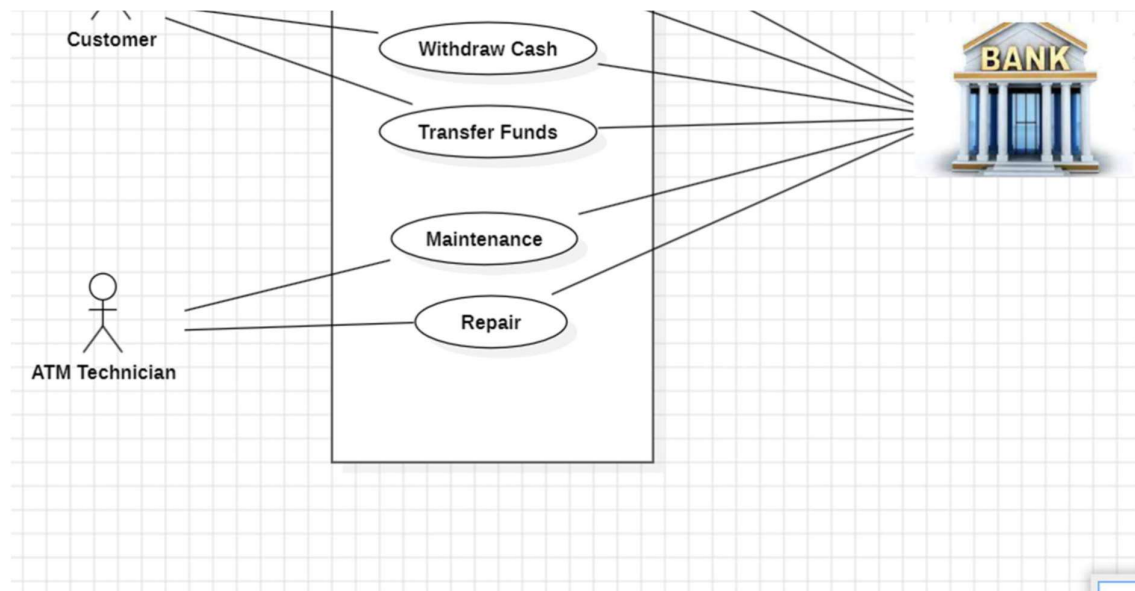 Customer
Withdraw Cash
BANK
Transfer Funds
Maintenance
Repair
ATM Technician